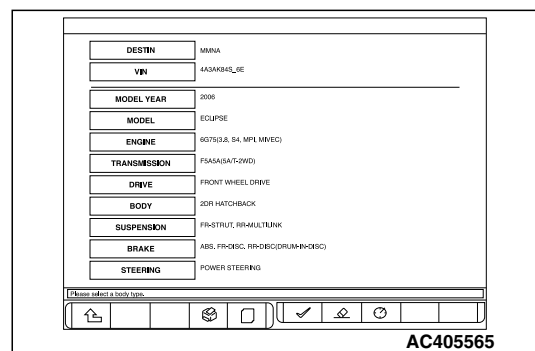 DESTIN MMNA
VIN 4A3AK84S_6E
MODEL YEAR 2006
MODEL ECLIPSE
ENGINE 6G75(3.8, S4, MPI, MIVEC)
TRANSMISSION F5A5A(5A/T-2WD)
DRIVE FRONT WHEEL DRIVE
BODY 2DR HATCHBACK
SUSPENSION FR-STRUT, RR-MULTILINK
BRAKE ABS. FR-DISC. RR-DISC(DRUM-IN-DISC)
STEERING POWER STEERING
Please select a body type.
AC405565